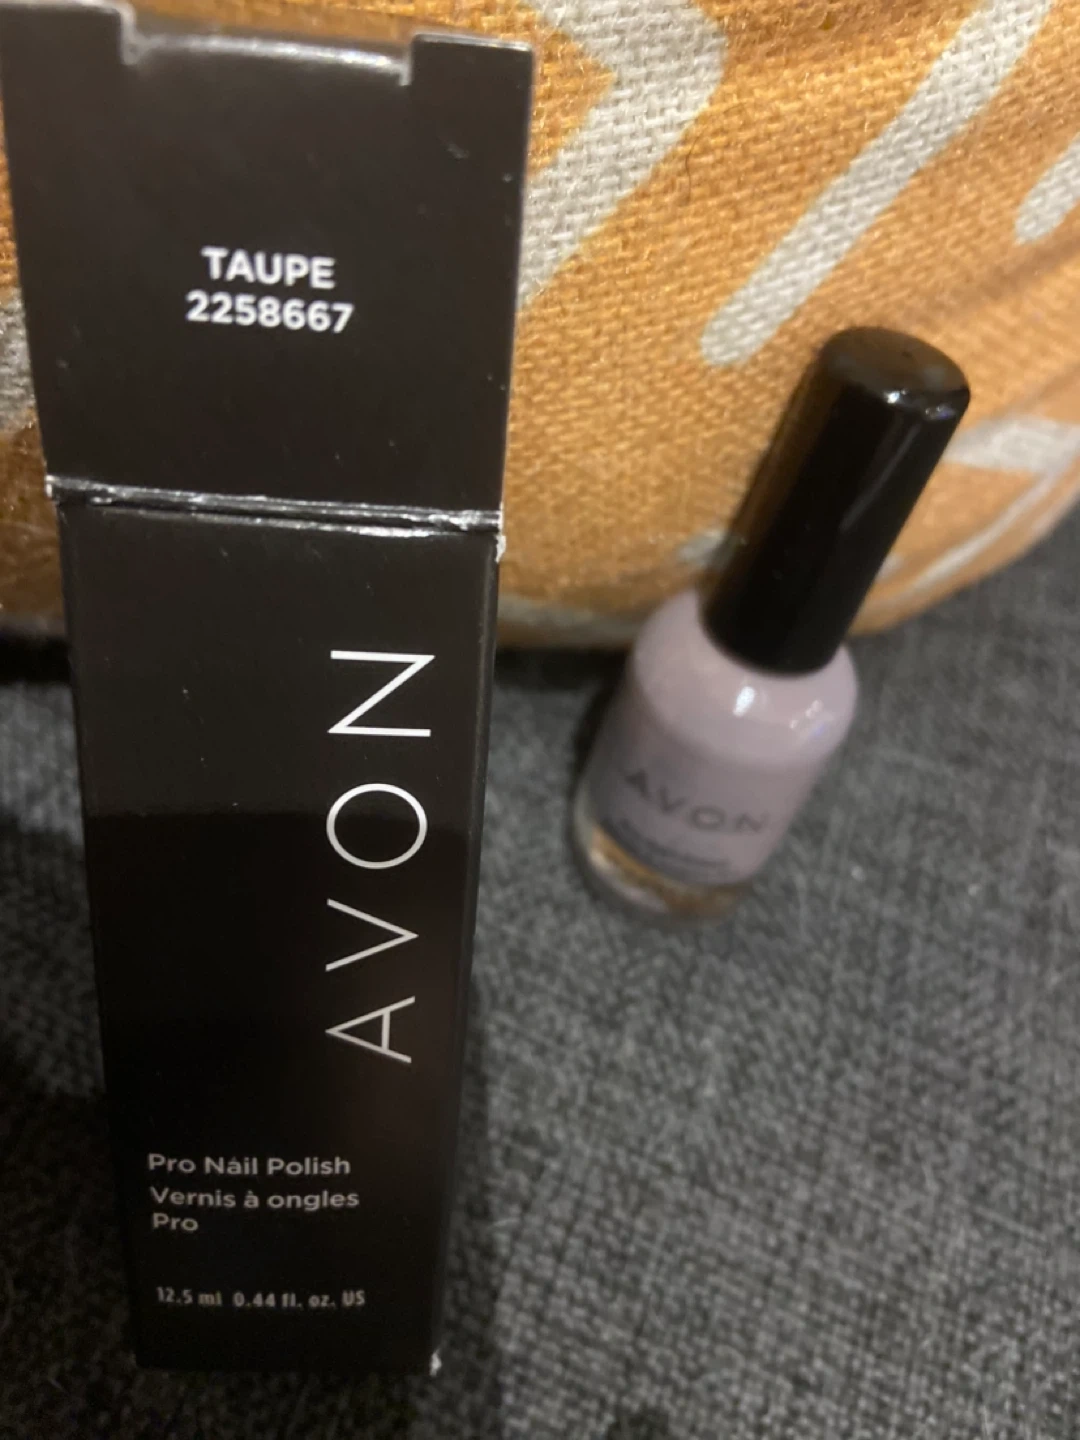 TAUPE
2258667
AVON
Pro Nail Polish
Vernis à ongles
Pro
12.5 ml 0.44 fl. oz. US
AVON